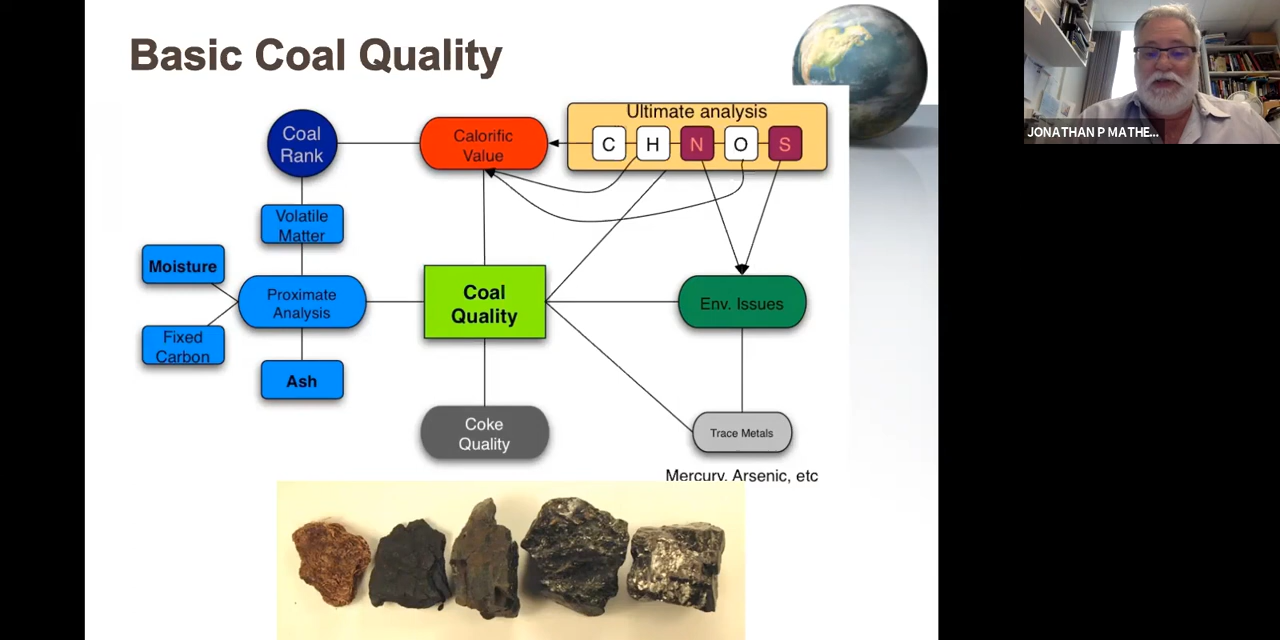 Basic Coal Quality
JONATHAN P MATHE...
Coal
Rank
Calorific
Value
Ultimate analysis
C H N O S
Volatile
Matter
Moisture
Proximate
Analysis
Fixed
Carbon
Ash
Coal
Quality
Env. Issues
Coke
Quality
Trace Metals
Mercury, Arsenic, etc